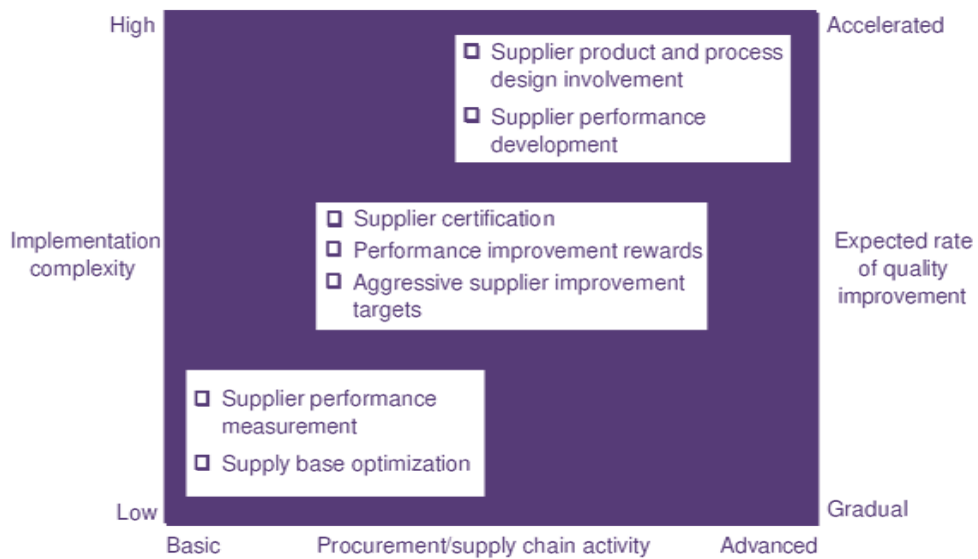 High
Accelerated
Supplier product and process
design involvement
Supplier performance
development
Implementation
complexity
Supplier certification
Performance improvement rewards
Aggressive supplier improvement
targets
Expected rate
of quality
improvement
Supplier performance
measurement
Supply base optimization
Low
Gradual
Basic
Procurement/supply chain activity
Advanced